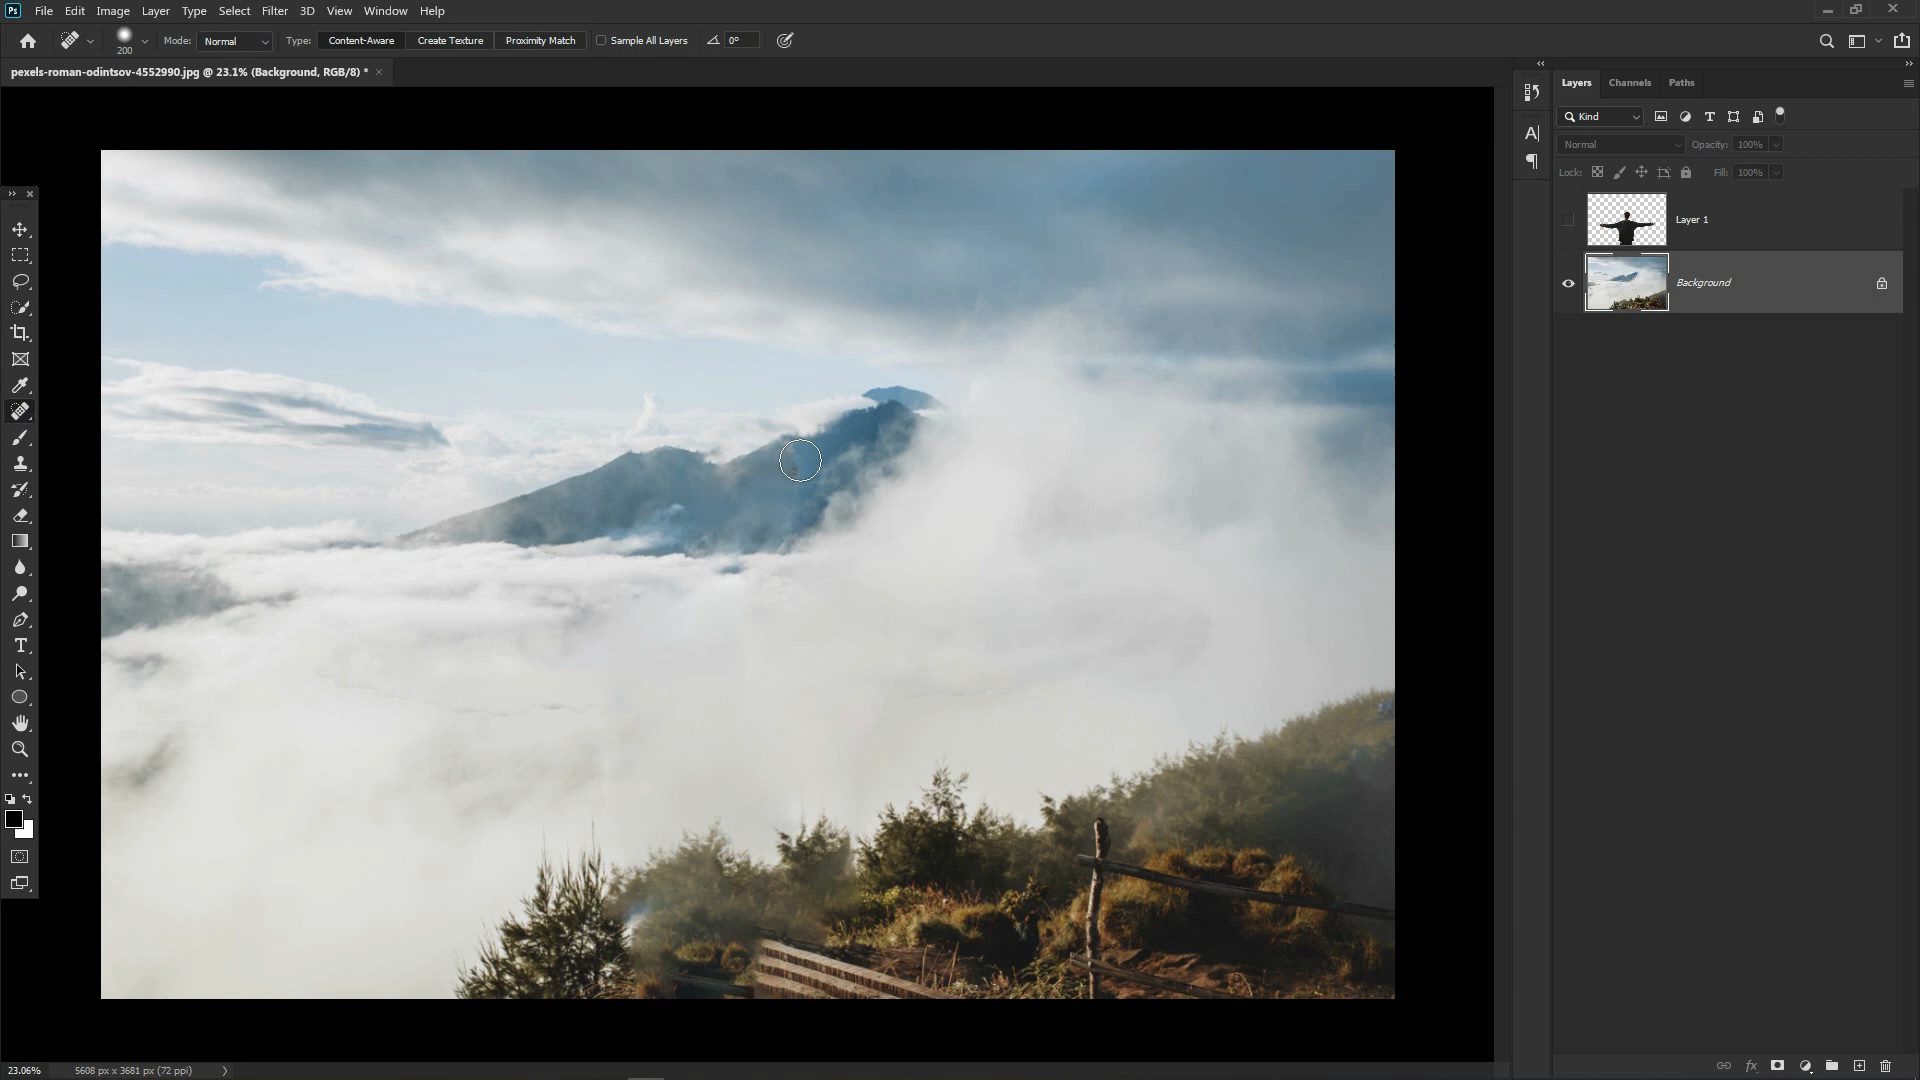 Ps File Edit Image Layer Type Select Filter 3D View Window Help
200 Mode: Normal Type: Content-Aware Create Texture Proximity Match Sample All Layers 0°
pexels-roman-odintsov-4552990.jpg @ 23.1% (Background, RGB/8) * ×
Layers Channels Paths
Kind
Normal Opacity: 100%
Lock: Fill: 100%
Layer 1
Background
23.06% 5608 px x 3681 px (72 ppi)